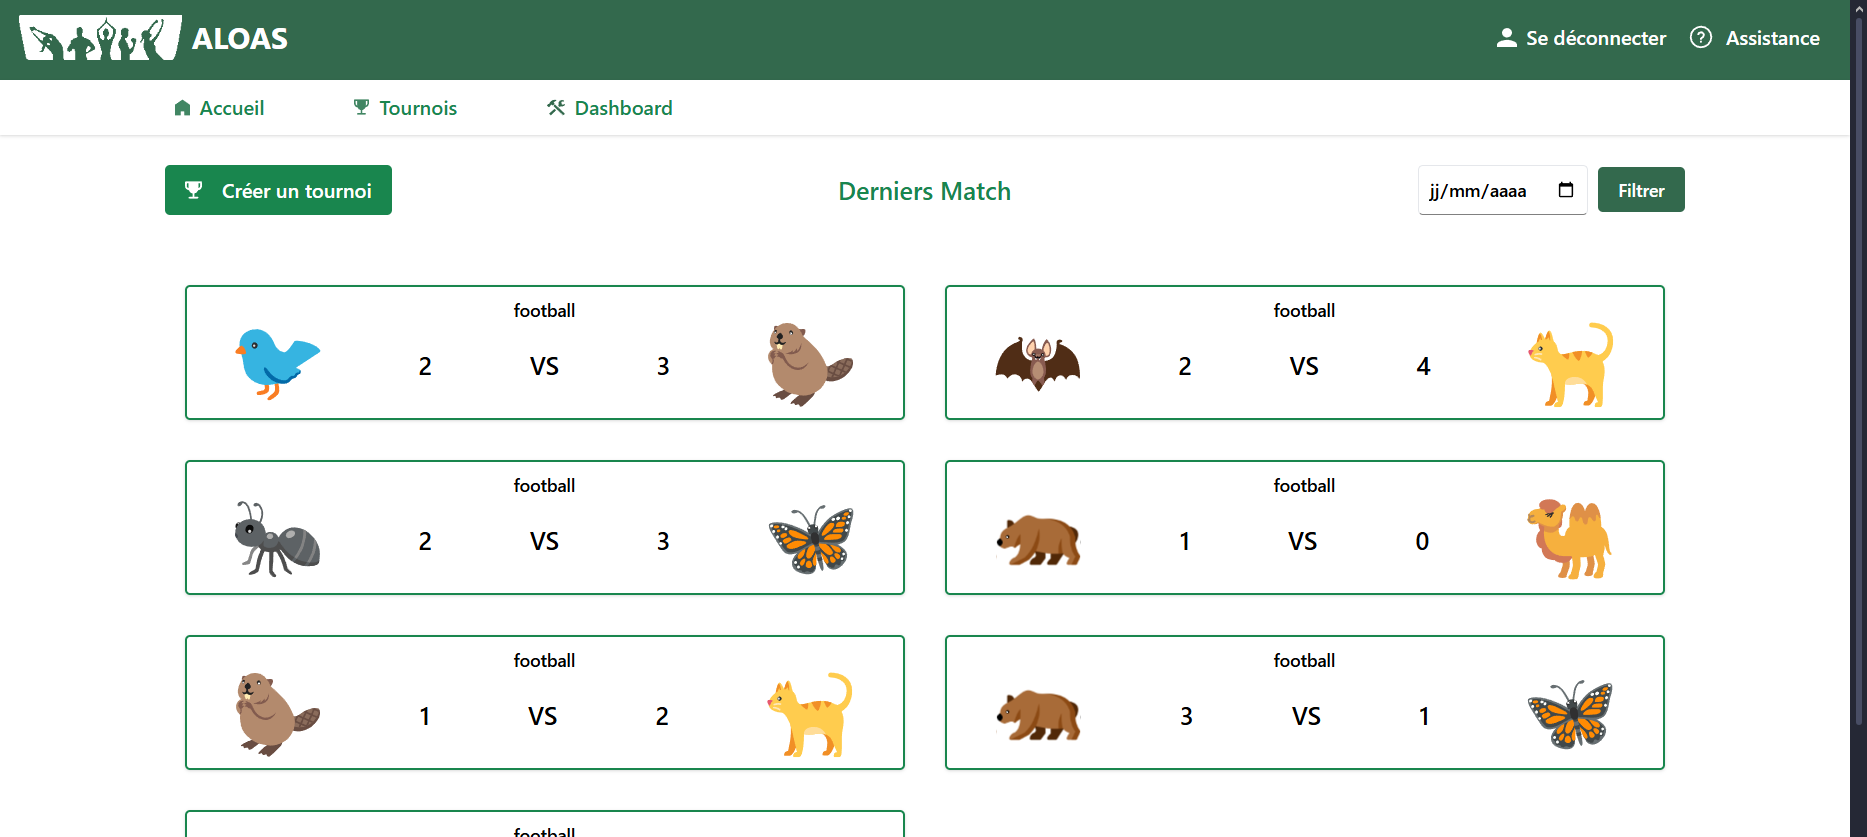 ALOAS
Se déconnecter
Assistance
Accueil
Tournois
Dashboard
Créer un tournoi
Derniers Match
jj/mm/aaaa
Filtrer
football
2 VS 3
football
2 VS 4
football
2 VS 3
football
1 VS 0
football
1 VS 2
football
3 VS 1
football